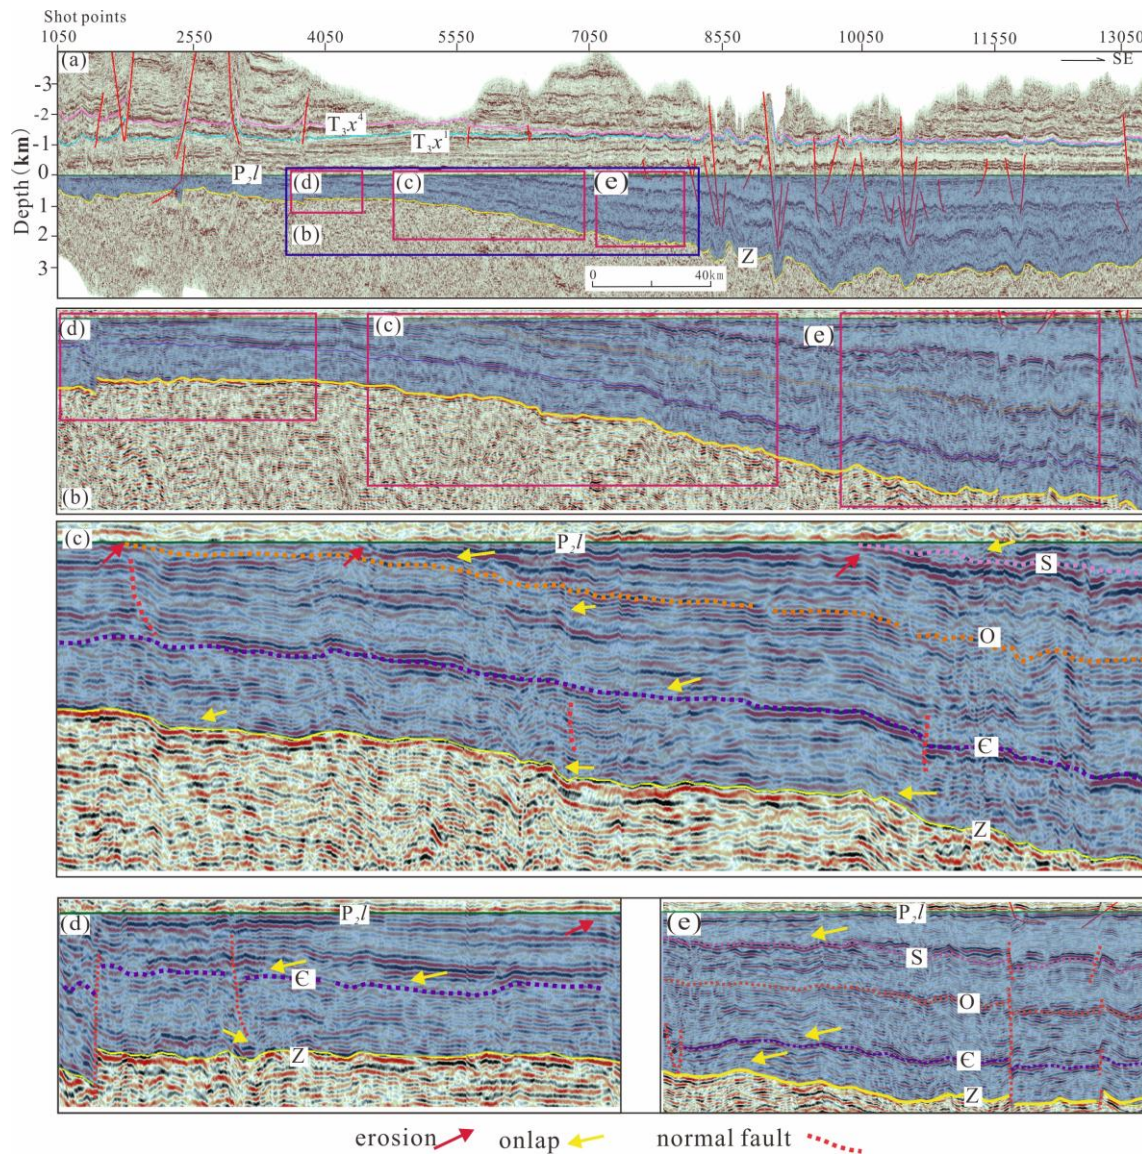 Shot points
1050 2550 4050 5550 7050 8550 10050 11550 13050
(a) SE
-3
-2
T₃x⁴
-1 T₃x¹
0
P₂l
(d) (c) (e)
1
(b)
2
Z
3
0 40km
Depth (km)
(d) (c) (e)
(b)
(c) P₂l
S
O
Є
Z
(d) P₂l
Є
Z
(e) P₂l
S
O
Є
Z
erosion onlap normal fault